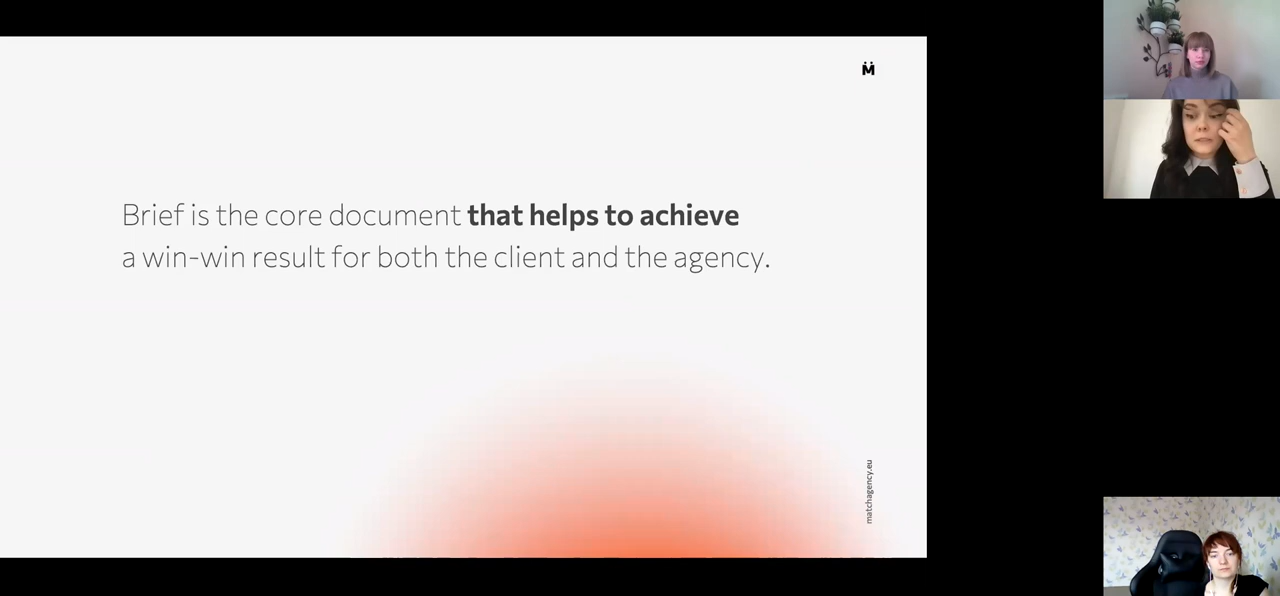 M̈
Brief is the core document that helps to achieve
a win-win result for both the client and the agency.
matchagency.eu